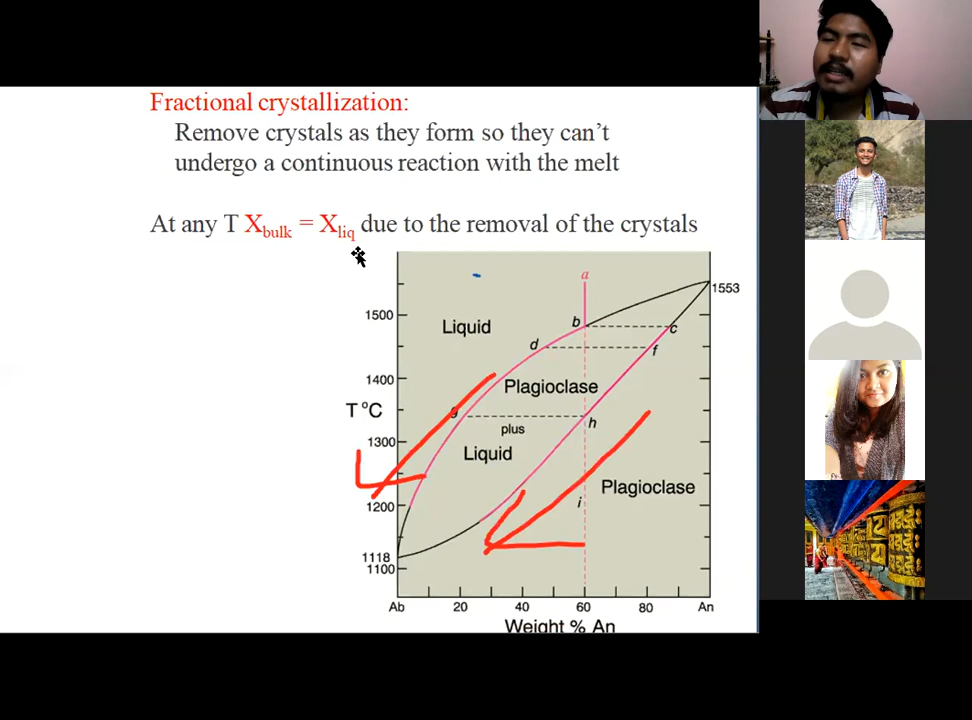 Fractional crystallization:
Remove crystals as they form so they can’t
undergo a continuous reaction with the melt
At any T Xbulk = Xliq due to the removal of the crystals
a
1553
1500
Liquid
b
c
d
f
1400
Plagioclase
T °C
g
h
plus
1300
Liquid
Plagioclase
1200
i
1118
1100
Ab 20 40 60 80 An
Weight % An